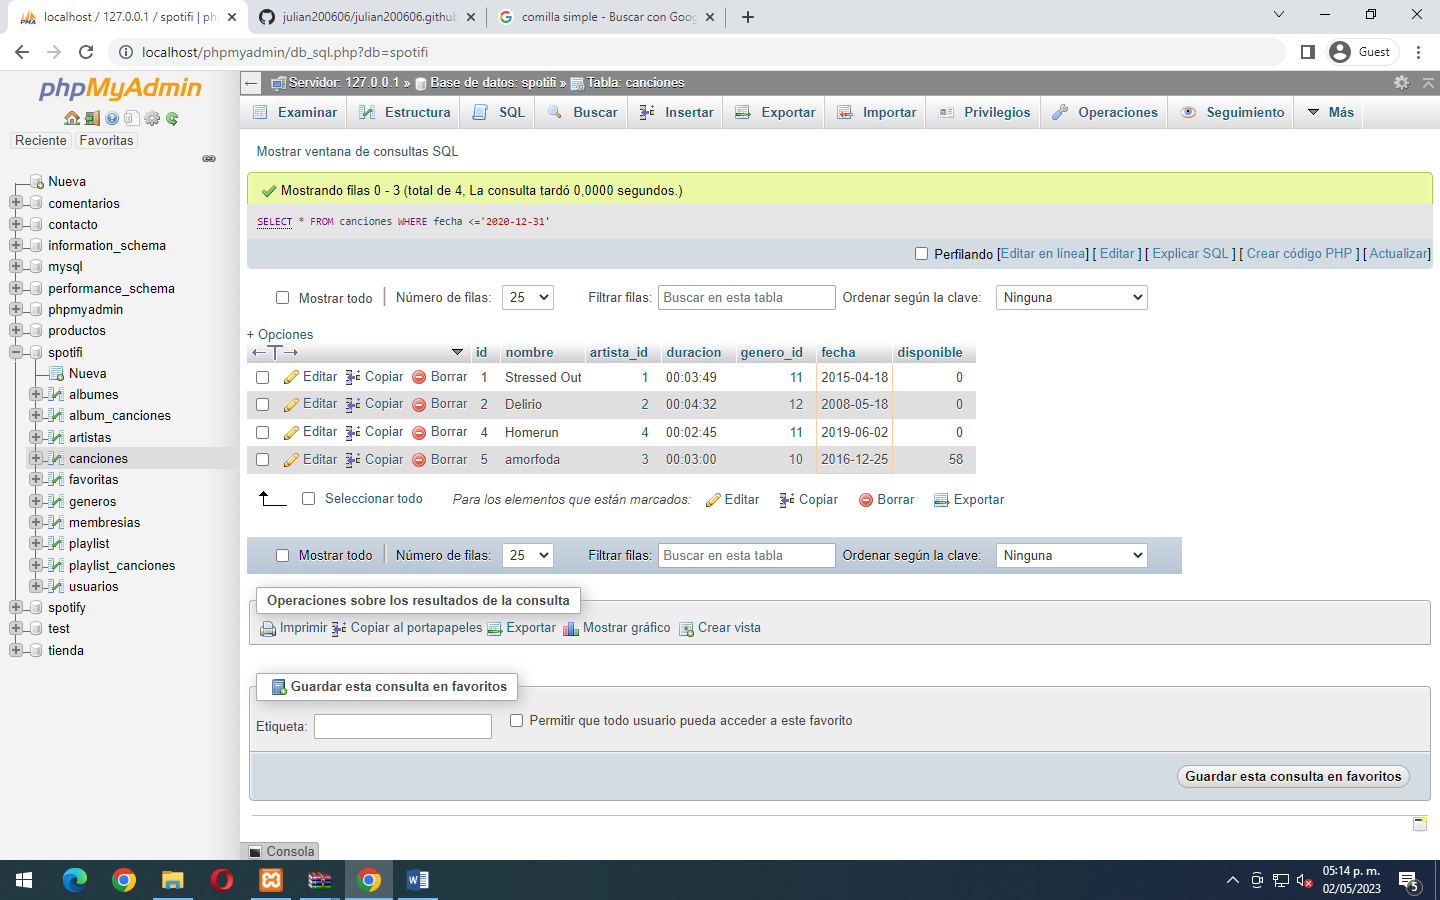 localhost / 127.0.0.1 / spotifi | ph
julian200606/julian200606.github
comilla simple - Buscar con Goog
localhost/phpmyadmin/db_sql.php?db=spotifi
Guest
phpMyAdmin
Reciente
Favoritas
Nueva
comentarios
contacto
information_schema
mysql
performance_schema
phpmyadmin
productos
spotifi
Nueva
albumes
album_canciones
artistas
canciones
favoritas
generos
membresias
playlist
playlist_canciones
usuarios
spotify
test
tienda
Servidor: 127.0.0.1 » Base de datos: spotifi » Tabla: canciones
Examinar Estructura SQL Buscar Insertar Exportar Importar Privilegios Operaciones Seguimiento Más
Mostrar ventana de consultas SQL
Mostrando filas 0 - 3 (total de 4, La consulta tardó 0,0000 segundos.)
SELECT * FROM canciones WHERE fecha <='2020-12-31'
Perfilando [Editar en línea] [ Editar ] [ Explicar SQL ] [ Crear código PHP ] [ Actualizar]
Mostrar todo | Número de filas: 25 Filtrar filas: Buscar en esta tabla Ordenar según la clave: Ninguna
+ Opciones
←T→ id nombre artista_id duracion genero_id fecha disponible
Editar Copiar Borrar 1 Stressed Out 1 00:03:49 11 2015-04-18 0
Editar Copiar Borrar 2 Delirio 2 00:04:32 12 2008-05-18 0
Editar Copiar Borrar 4 Homerun 4 00:02:45 11 2019-06-02 0
Editar Copiar Borrar 5 amorfoda 3 00:03:00 10 2016-12-25 58
Seleccionar todo Para los elementos que están marcados: Editar Copiar Borrar Exportar
Mostrar todo | Número de filas: 25 Filtrar filas: Buscar en esta tabla Ordenar según la clave: Ninguna
Operaciones sobre los resultados de la consulta
Imprimir Copiar al portapapeles Exportar Mostrar gráfico Crear vista
Guardar esta consulta en favoritos
Etiqueta: Permitir que todo usuario pueda acceder a este favorito
Guardar esta consulta en favoritos
Consola
05:14 p. m.
02/05/2023
5